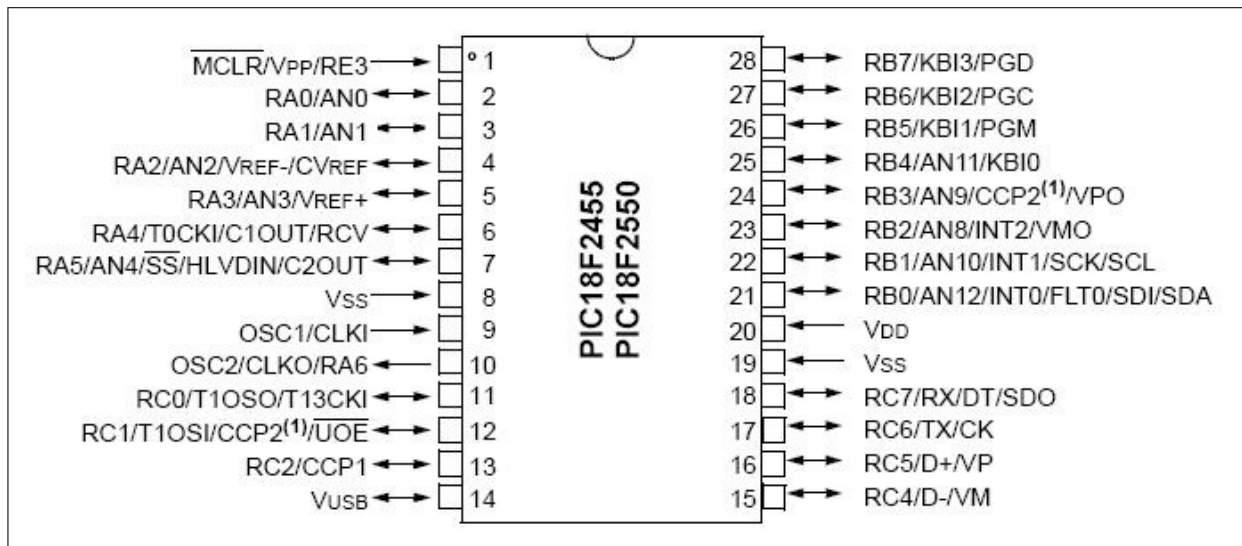 MCLR/VPP/RE3
RA0/AN0
RA1/AN1
RA2/AN2/VREF-/CVREF
RA3/AN3/VREF+
RA4/T0CKI/C1OUT/RCV
RA5/AN4/SS/HLVDIN/C2OUT
VSS
OSC1/CLKI
OSC2/CLKO/RA6
RC0/T1OSO/T13CKI
RC1/T1OSI/CCP2(1)/UOE
RC2/CCP1
VUSB
1
2
3
4
5
6
7
8
9
10
11
12
13
14
PIC18F2455
PIC18F2550
28
27
26
25
24
23
22
21
20
19
18
17
16
15
RB7/KBI3/PGD
RB6/KBI2/PGC
RB5/KBI1/PGM
RB4/AN11/KBI0
RB3/AN9/CCP2(1)/VPO
RB2/AN8/INT2/VMO
RB1/AN10/INT1/SCK/SCL
RB0/AN12/INT0/FLT0/SDI/SDA
VDD
VSS
RC7/RX/DT/SDO
RC6/TX/CK
RC5/D+/VP
RC4/D-/VM